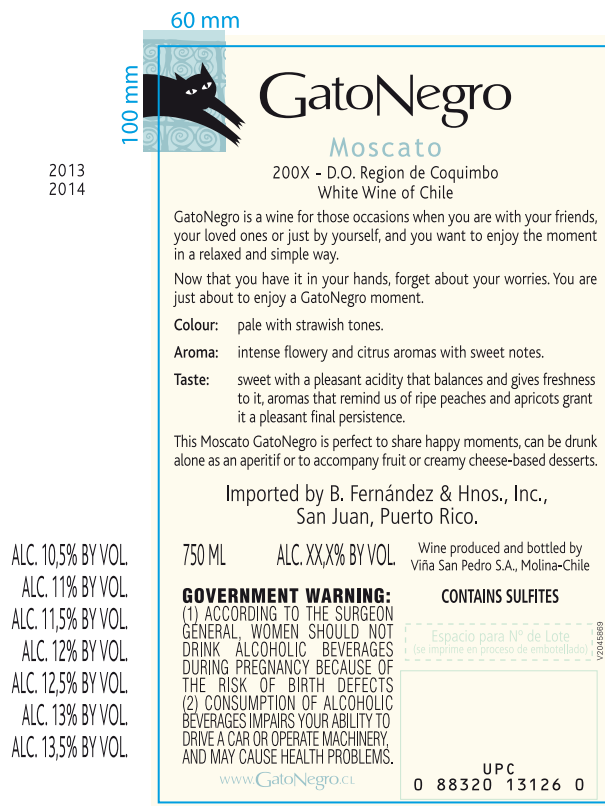 60 mm
100 mm
GatoNegro
Moscato
2013
2014
200X - D.O. Region de Coquimbo
White Wine of Chile
GatoNegro is a wine for those occasions when you are with your friends,
your loved ones or just by yourself, and you want to enjoy the moment
in a relaxed and simple way.
Now that you have it in your hands, forget about your worries. You are
just about to enjoy a GatoNegro moment.
Colour: pale with strawish tones.
Aroma: intense flowery and citrus aromas with sweet notes.
Taste: sweet with a pleasant acidity that balances and gives freshness
to it, aromas that remind us of ripe peaches and apricots grant
it a pleasant final persistence.
This Moscato GatoNegro is perfect to share happy moments, can be drunk
alone as an aperitif or to accompany fruit or creamy cheese-based desserts.
Imported by B. Fernández & Hnos., Inc.,
San Juan, Puerto Rico.
ALC. 10,5% BY VOL.
ALC. 11% BY VOL.
ALC. 11,5% BY VOL.
ALC. 12% BY VOL.
ALC. 12,5% BY VOL.
ALC. 13% BY VOL.
ALC. 13,5% BY VOL.
750 ML ALC. XX,X% BY VOL.
Wine produced and bottled by
Viña San Pedro S.A., Molina-Chile
GOVERNMENT WARNING:
(1) ACCORDING TO THE SURGEON
GENERAL, WOMEN SHOULD NOT
DRINK ALCOHOLIC BEVERAGES
DURING PREGNANCY BECAUSE OF
THE RISK OF BIRTH DEFECTS
(2) CONSUMPTION OF ALCOHOLIC
BEVERAGES IMPAIRS YOUR ABILITY TO
DRIVE A CAR OR OPERATE MACHINERY,
AND MAY CAUSE HEALTH PROBLEMS.
www.GatoNegro.CL
CONTAINS SULFITES
Espacio para Nº de Lote
(se imprime en proceso de embotellado)
V2045869
UPC
0 88320 13126 0